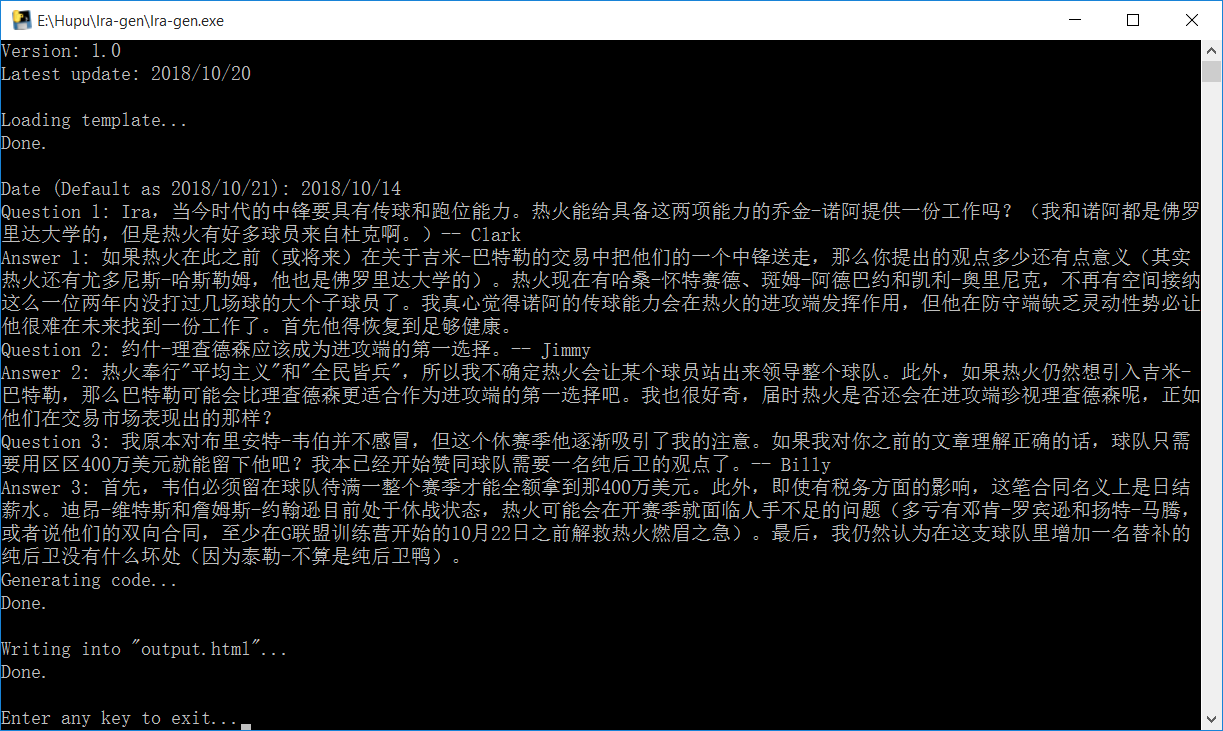 E:\Hupu\Ira-gen\Ira-gen.exe
Version: 1.0
Latest update: 2018/10/20
Loading template...
Done.
Date (Default as 2018/10/21): 2018/10/14
Question 1: Ira，当今时代的中锋要具有传球和跑位能力。热火能给具备这两项能力的乔金-诺阿提供一份工作吗？（我和诺阿都是佛罗
里达大学的，但是热火有好多球员来自杜克啊。）-- Clark
Answer 1: 如果热火在此之前（或将来）在关于吉米-巴特勒的交易中把他们的一个中锋送走，那么你提出的观点多少还有点意义（其实
热火还有尤多尼斯-哈斯勒姆，他也是佛罗里达大学的）。热火现在有哈桑-怀特赛德、斑姆-阿德巴约和凯利-奥里尼克，不再有空间接纳
这么一位两年内没打过几场球的大个子球员了。我真心觉得诺阿的传球能力会在热火的进攻端发挥作用，但他在防守端缺乏灵动性势必让
他很难在未来找到一份工作了。首先他得恢复到足够健康。
Question 2: 约什-理查德森应该成为进攻端的第一选择。-- Jimmy
Answer 2: 热火奉行"平均主义"和"全民皆兵"，所以我不确定热火会让某个球员站出来领导整个球队。此外，如果热火仍然想引入吉米-
巴特勒，那么巴特勒可能会比理查德森更适合作为进攻端的第一选择吧。我也很好奇，届时热火是否还会在进攻端珍视理查德森呢，正如
他们在交易市场表现出的那样？
Question 3: 我原本对布里安特-韦伯并不感冒，但这个休赛季他逐渐吸引了我的注意。如果我对你之前的文章理解正确的话，球队只需
要用区区400万美元就能留下他吧？我本已经开始赞同球队需要一名纯后卫的观点了。-- Billy
Answer 3: 首先，韦伯必须留在球队待满一整个赛季才能全额拿到那400万美元。此外，即使有税务方面的影响，这笔合同名义上是日结
薪水。迪昂-维特斯和詹姆斯-约翰逊目前处于休战状态，热火可能会在开赛季就面临人手不足的问题（多亏有邓肯-罗宾逊和扬特-马腾，
或者说他们的双向合同，至少在G联盟训练营开始的10月22日之前解救热火燃眉之急）。最后，我仍然认为在这支球队里增加一名替补的
纯后卫没有什么坏处（因为泰勒-不算是纯后卫鸭）。
Generating code...
Done.
Writing into "output.html"...
Done.
Enter any key to exit...